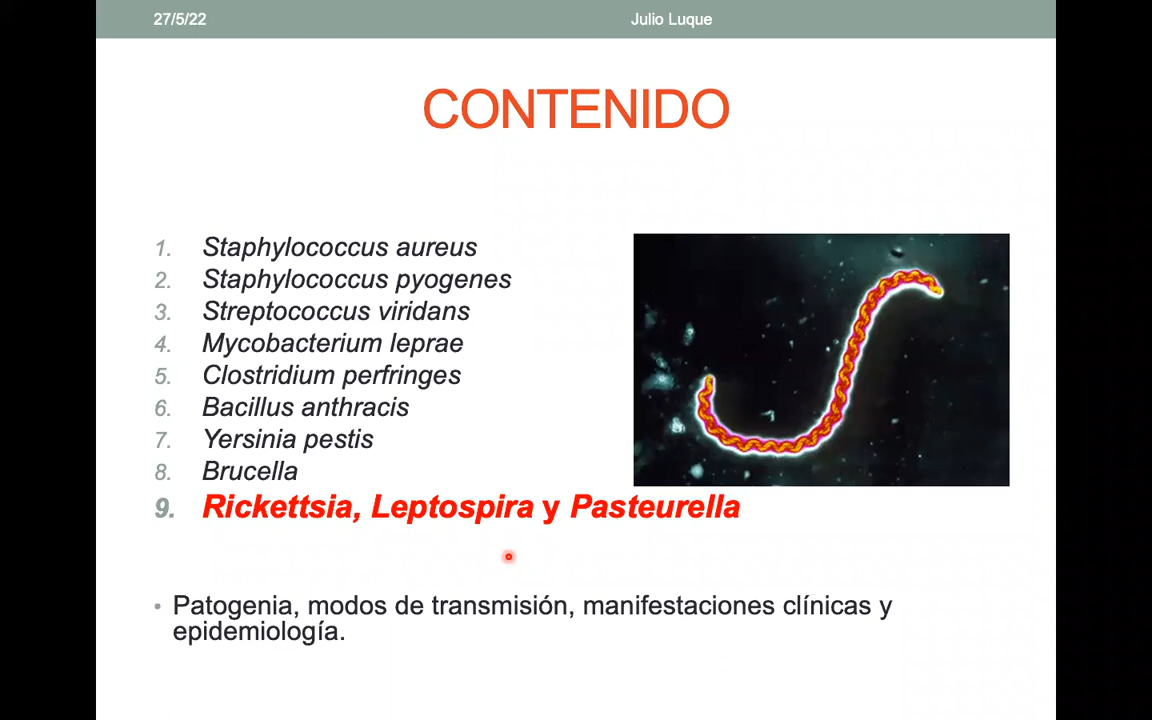 27/5/22
Julio Luque
CONTENIDO
1. Staphylococcus aureus
2. Staphylococcus pyogenes
3. Streptococcus viridans
4. Mycobacterium leprae
5. Clostridium perfringes
6. Bacillus anthracis
7. Yersinia pestis
8. Brucella
9. Rickettsia, Leptospira y Pasteurella
• Patogenia, modos de transmisión, manifestaciones clínicas y
epidemiología.